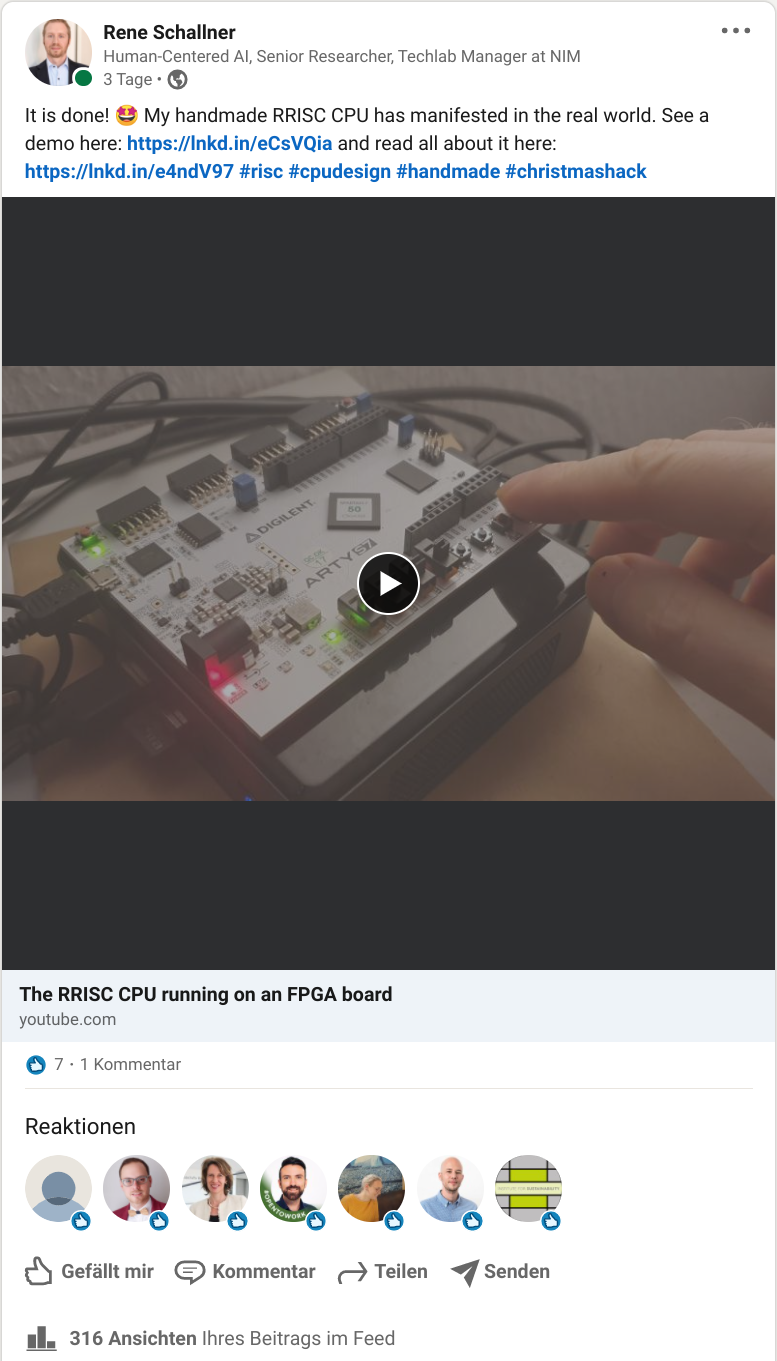 Rene Schallner
Human-Centered AI, Senior Researcher, Techlab Manager at NIM
3 Tage •
It is done! 🤩 My handmade RRISC CPU has manifested in the real world. See a
demo here: https://lnkd.in/eCsVQia and read all about it here:
https://lnkd.in/e4ndV97 #risc #cpudesign #handmade #christmashack
DIGILENT
50
ARTY S7
The RRISC CPU running on an FPGA board
youtube.com
7 · 1 Kommentar
Reaktionen
#OPENTOWORK
Gefällt mir Kommentar Teilen Senden
316 Ansichten Ihres Beitrags im Feed